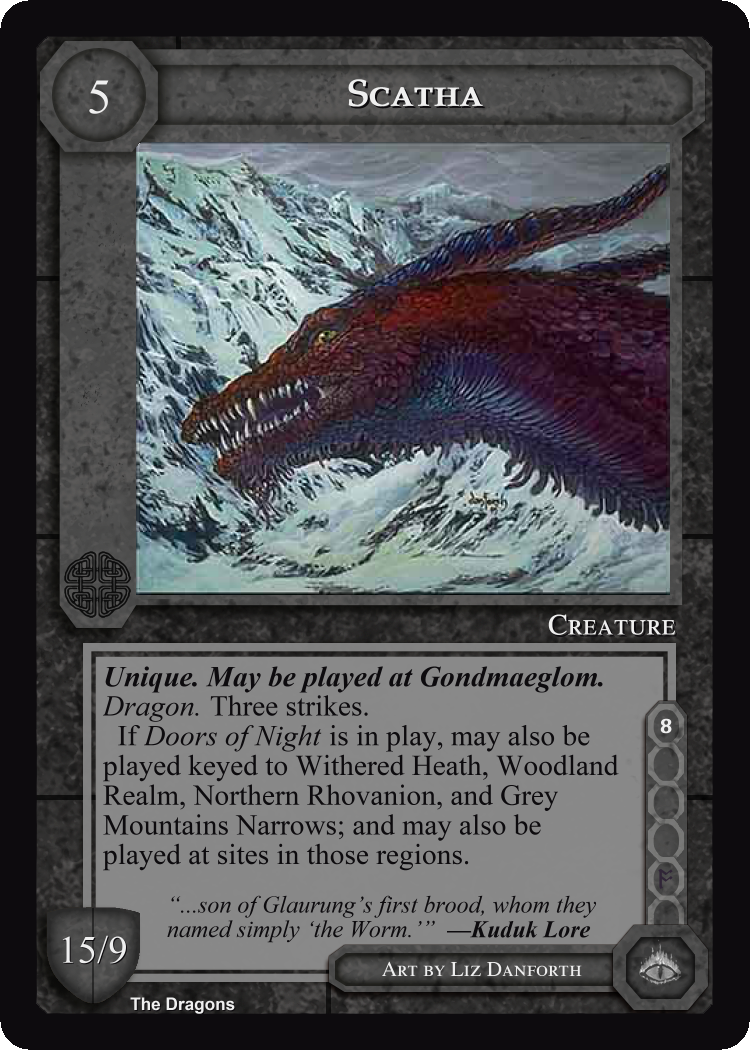 5
SCATHA
CREATURE
Unique. May be played at Gondmaeglom.
Dragon. Three strikes.
If Doors of Night is in play, may also be
played keyed to Withered Heath, Woodland
Realm, Northern Rhovanion, and Grey
Mountains Narrows; and may also be
played at sites in those regions.
8
“...son of Glaurung’s first brood, whom they
named simply ‘the Worm.’” —Kuduk Lore
15/9
ART BY LIZ DANFORTH
The Dragons